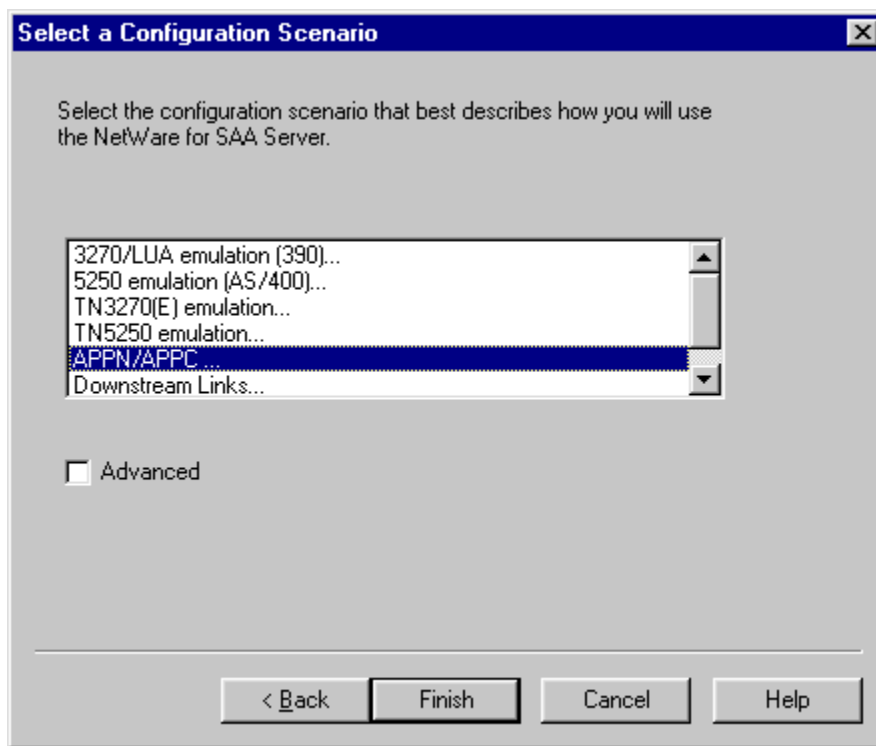 Select a Configuration Scenario
Select the configuration scenario that best describes how you will use
the NetWare for SAA Server.
3270/LUA emulation (390)...
5250 emulation (AS/400)...
TN3270(E) emulation...
TN5250 emulation...
APPN/APPC ...
Downstream Links...
Advanced
< Back
Finish
Cancel
Help